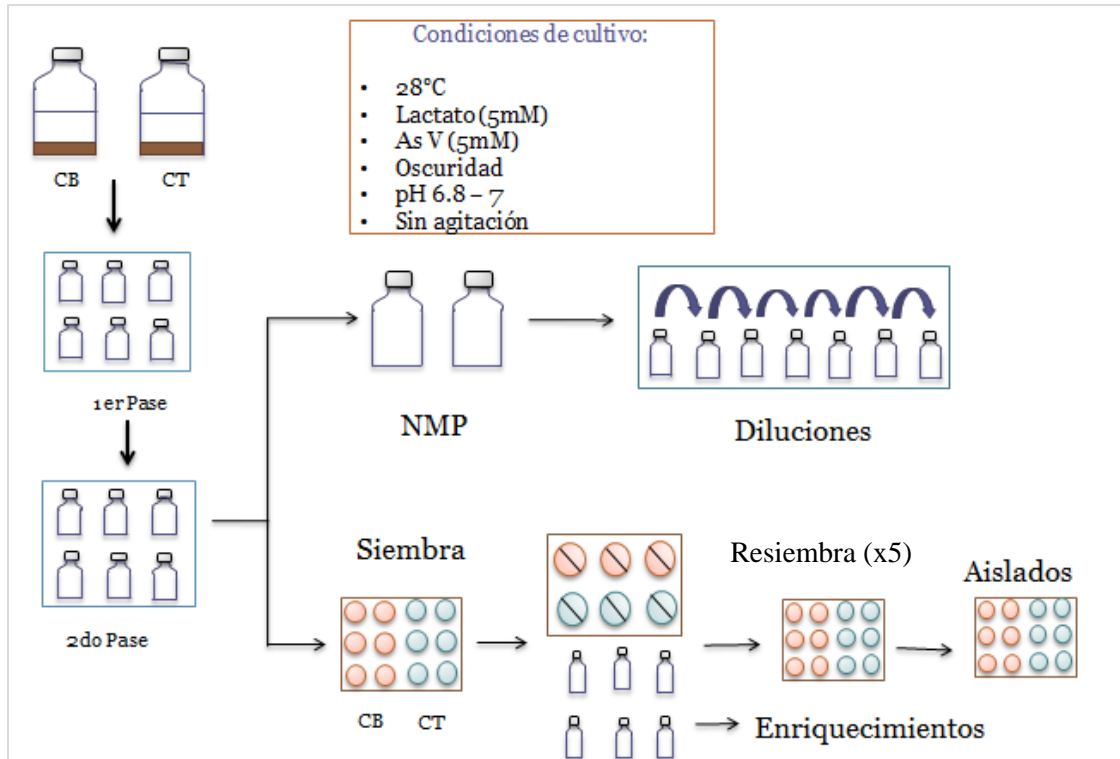 Condiciones de cultivo:
• 28°C
• Lactato (5mM)
• As V (5mM)
• Oscuridad
• pH 6.8 – 7
• Sin agitación
CB
CT
1er Pase
NMP
Diluciones
2do Pase
Siembra
Resiembra (x5)
Aislados
CB
CT
Enriquecimientos